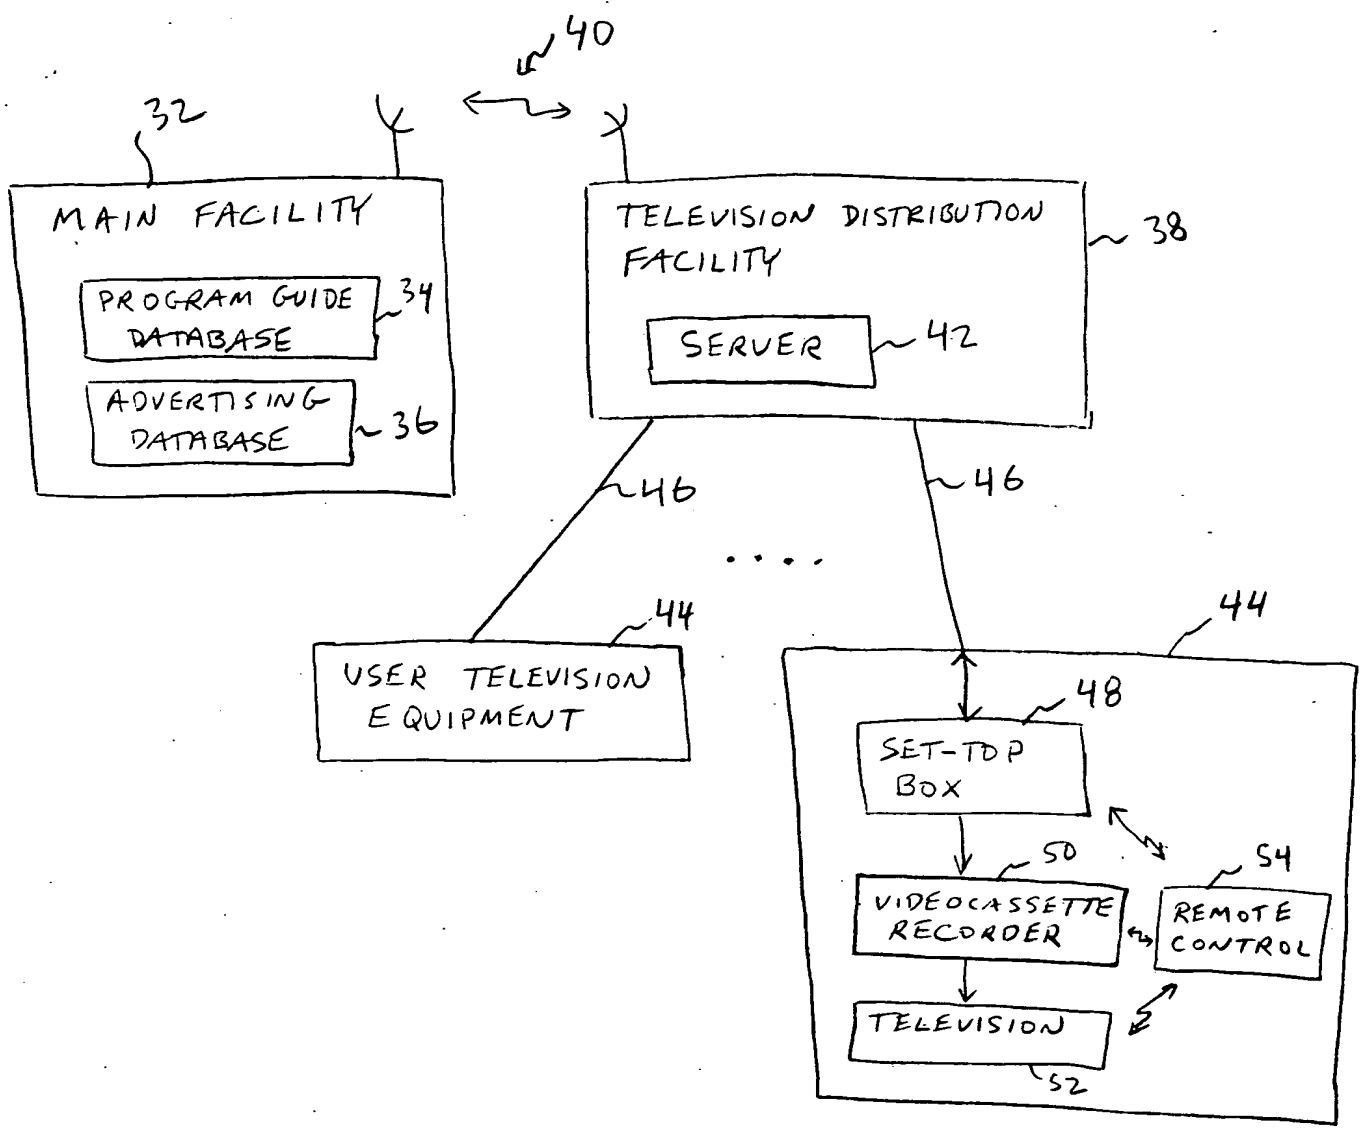 40
32
MAIN FACILITY
PROGRAM GUIDE
DATABASE
34
ADVERTISING
DATABASE
36
TELEVISION DISTRIBUTION
FACILITY
38
SERVER
42
46
46
....
44
USER TELEVISION
EQUIPMENT
44
48
SET-TOP
BOX
50
VIDEOCASSETTE
RECORDER
54
REMOTE
CONTROL
TELEVISION
52